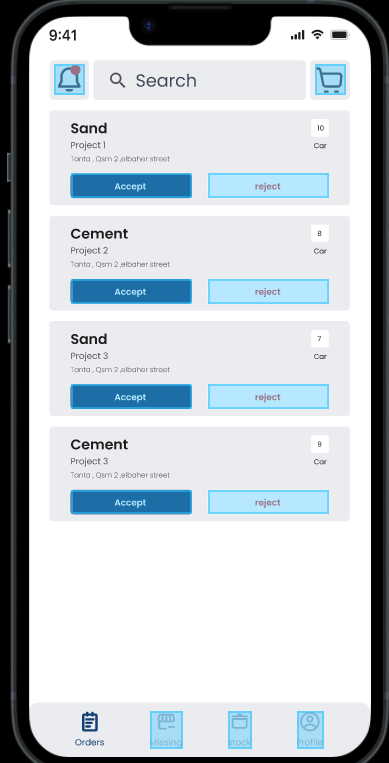 9:41
Search
Sand
10
Project 1
Car
Tanta , Qsm 2 ,elbaher street
Accept
reject
Cement
8
Project 2
Car
Tanta , Qsm 2 ,elbaher street
Accept
reject
Sand
7
Project 3
Car
Tanta , Qsm 2 ,elbaher street
Accept
reject
Cement
9
Project 3
Car
Tanta , Qsm 2 ,elbaher street
Accept
reject
Orders
Missing
stock
Profile